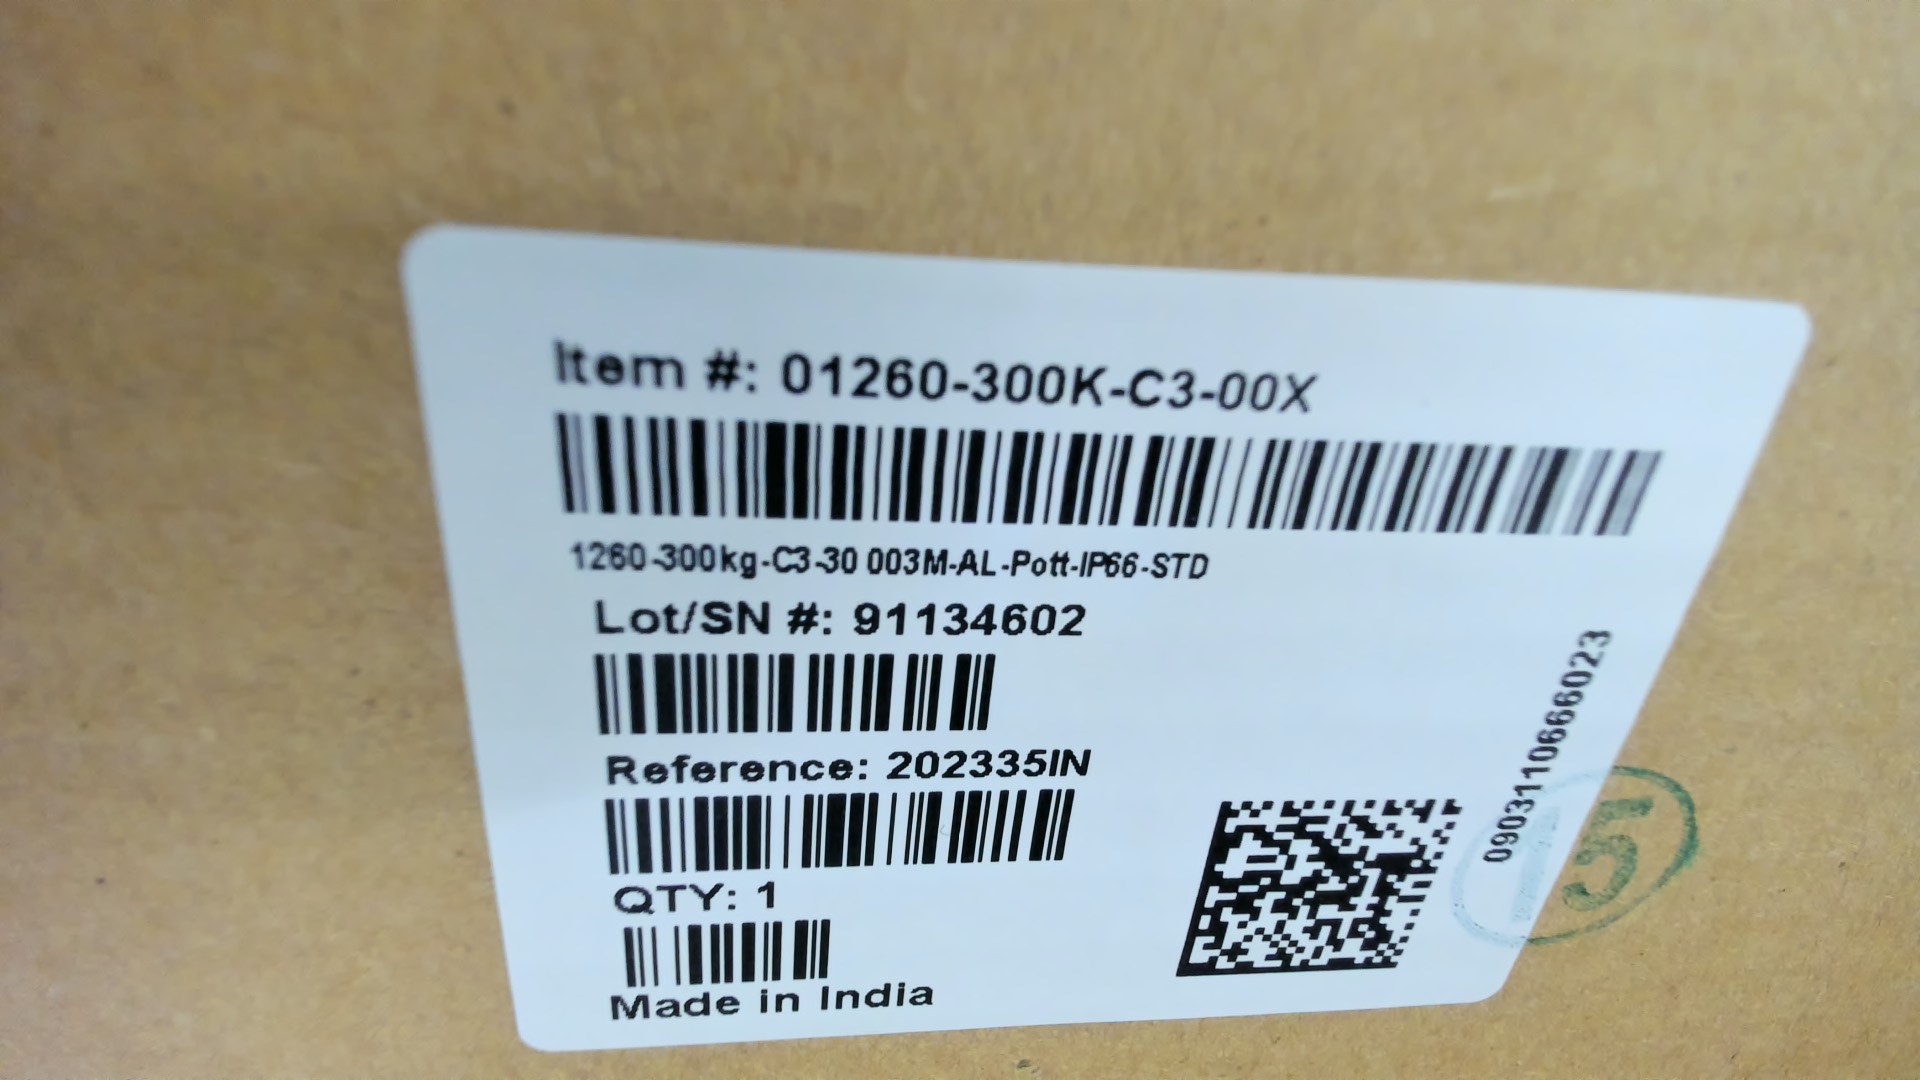 Item #: 01260-300K-C3-00X
1260-300kg-C3-30 003M-AL-Pott-IP66-STD
Lot/SN #: 91134602
Reference: 202335IN
QTY: 1
Made in India
0903110666023
15